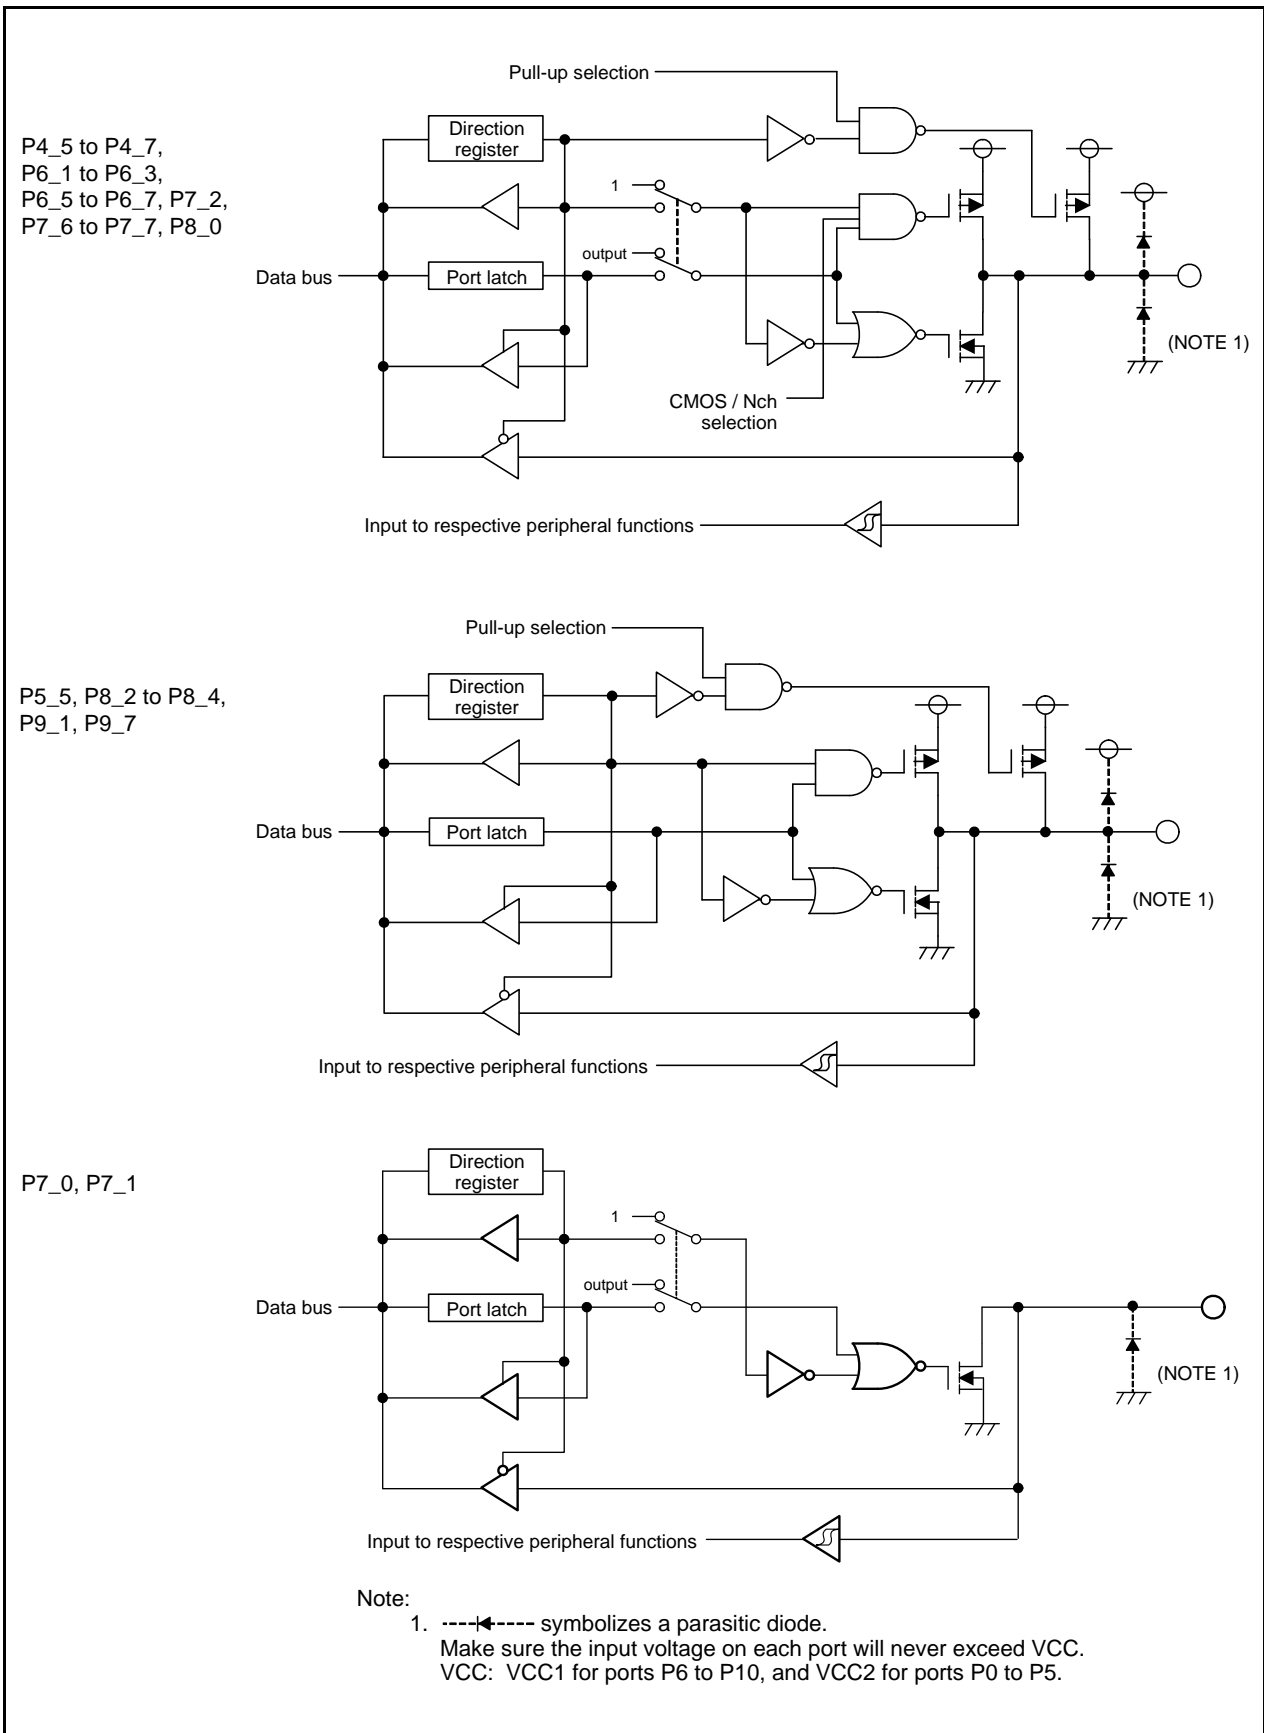 Pull-up selection
P4_5 to P4_7,
P6_1 to P6_3,
P6_5 to P6_7, P7_2,
P7_6 to P7_7, P8_0
Direction
register
1
output
Data bus
Port latch
(NOTE 1)
CMOS / Nch
selection
Input to respective peripheral functions
Pull-up selection
P5_5, P8_2 to P8_4,
P9_1, P9_7
Direction
register
Data bus
Port latch
(NOTE 1)
Input to respective peripheral functions
P7_0, P7_1
Direction
register
1
output
Data bus
Port latch
(NOTE 1)
Input to respective peripheral functions
Note:
1. symbolizes a parasitic diode.
Make sure the input voltage on each port will never exceed VCC.
VCC: VCC1 for ports P6 to P10, and VCC2 for ports P0 to P5.